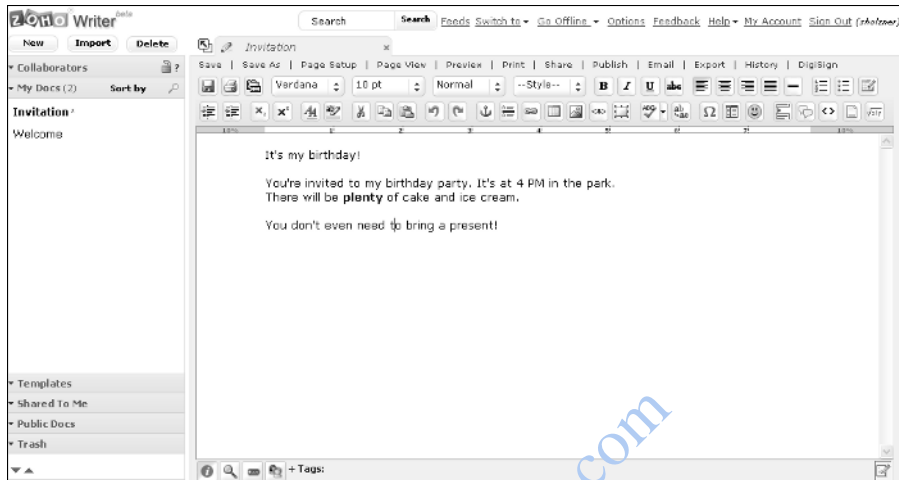 ZOHO Writer beta
Search Search Feeds Switch to Go Offline Options Feedback Help My Account Sign Out (sholzner)
New Import Delete
Invitation
Collaborators ?
Save | Save As | Page Setup | Page View | Preview | Print | Share | Publish | Email | Export | History | DigiSign
My Docs (2) Sort by
Verdana 10 pt Normal --Style-- B I U abc
Invitation
Welcome
It's my birthday!
You're invited to my birthday party. It's at 4 PM in the park.
There will be plenty of cake and ice cream.
You don't even need to bring a present!
Templates
Shared To Me
Public Docs
Trash
+ Tags:
com